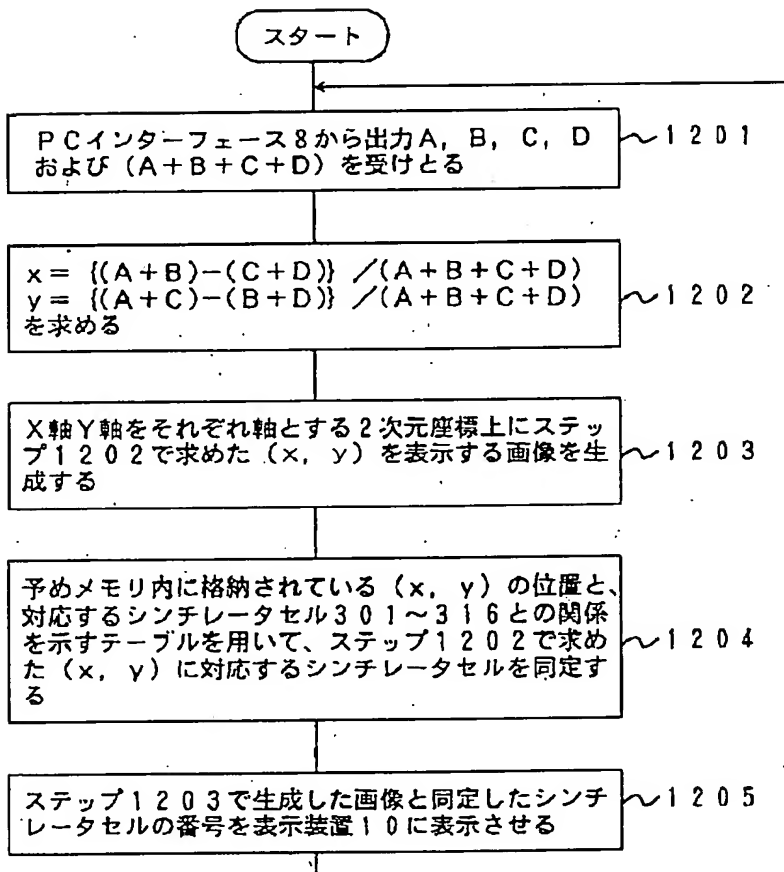 スタート
PCインターフェース8から出力A, B, C, D
および(A+B+C+D)を受けとる
~1201
x= {(A+B)-(C+D)} /(A+B+C+D)
y= {(A+C)-(B+D)} /(A+B+C+D)
を求める
~1202
X軸Y軸をそれぞれ軸とする2次元座標上にステッ
プ1202で求めた(x, y)を表示する画像を生
成する
~1203
予めメモリ内に格納されている(x, y)の位置と、
対応するシンチレータセル301~316との関係
を示すテーブルを用いて、ステップ1202で求め
た(x, y)に対応するシンチレータセルを同定す
る
~1204
ステップ1203で生成した画像と同定したシンチ
レータセルの番号を表示装置10に表示させる
~1205